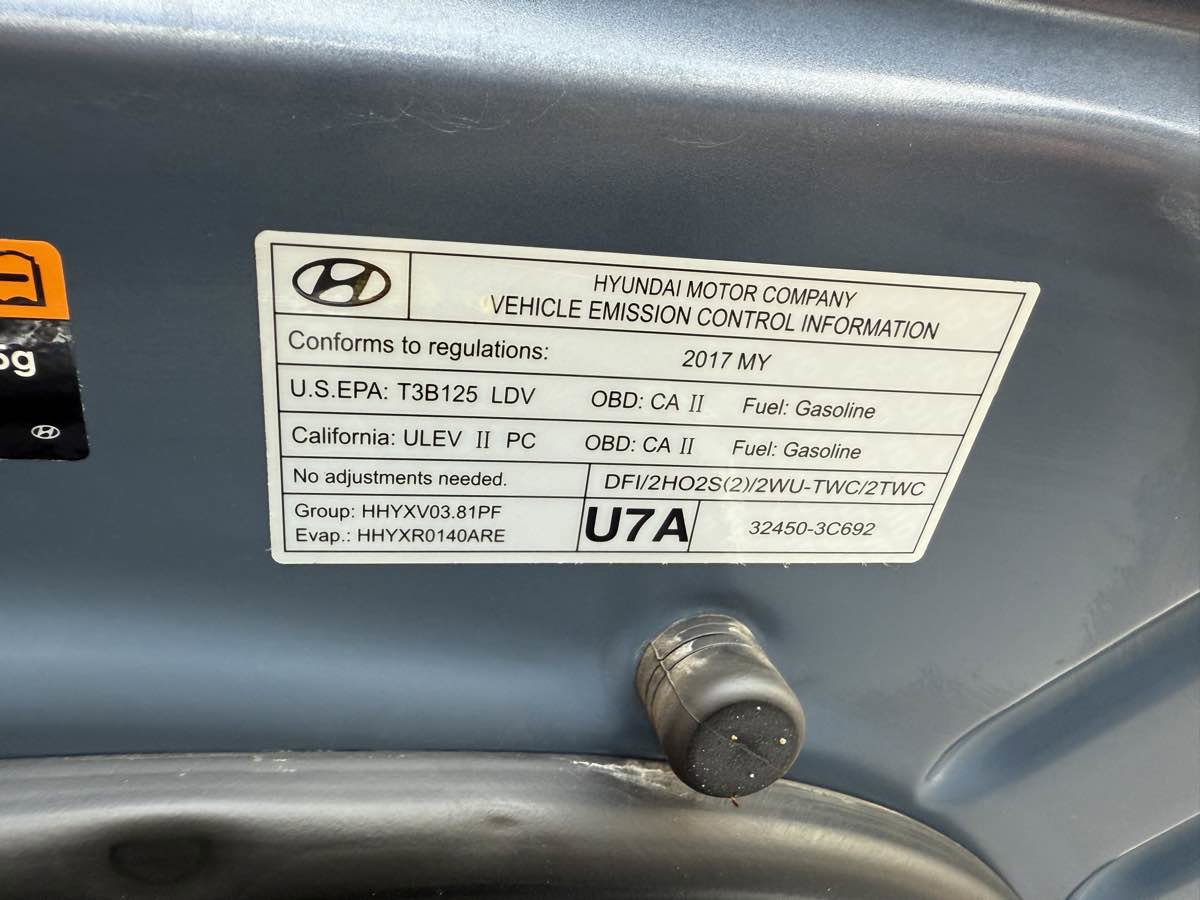 5g
HYUNDAI MOTOR COMPANY
VEHICLE EMISSION CONTROL INFORMATION
Conforms to regulations: 2017 MY
U.S.EPA: T3B125 LDV OBD: CA II Fuel: Gasoline
California: ULEV II PC OBD: CA II Fuel: Gasoline
No adjustments needed. DFI/2HO2S(2)/2WU-TWC/2TWC
Group: HHYXV03.81PF
Evap.: HHYXR0140ARE
U7A
32450-3C692